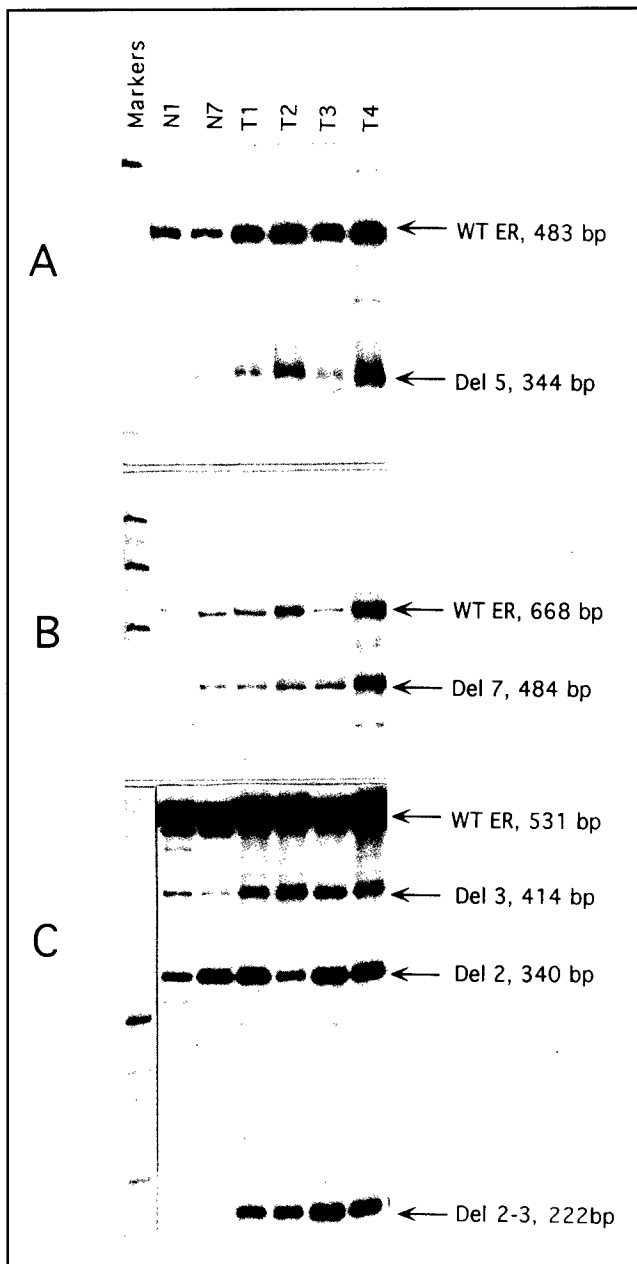 Markers N1 N7 T1 T2 T3 T4
A
WT ER, 483 bp
Del 5, 344 bp
B
WT ER, 668 bp
Del 7, 484 bp
C
WT ER, 531 bp
Del 3, 414 bp
Del 2, 340 bp
Del 2-3, 222bp